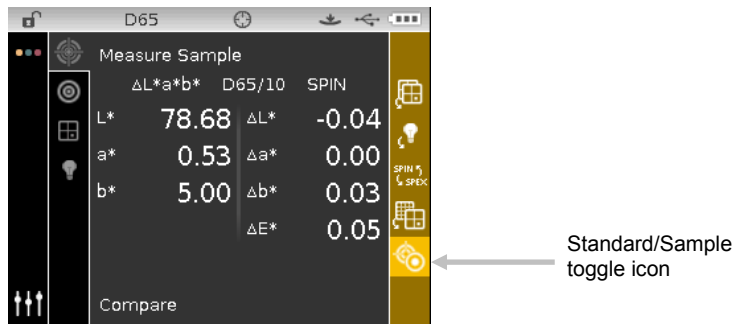 D65
Measure Sample
ΔL*a*b* D65/10 SPIN
L* 78.68 ΔL* -0.04
a* 0.53 Δa* 0.00
b* 5.00 Δb* 0.03
ΔE* 0.05
SPIN
SPEX
Compare
Standard/Sample
toggle icon